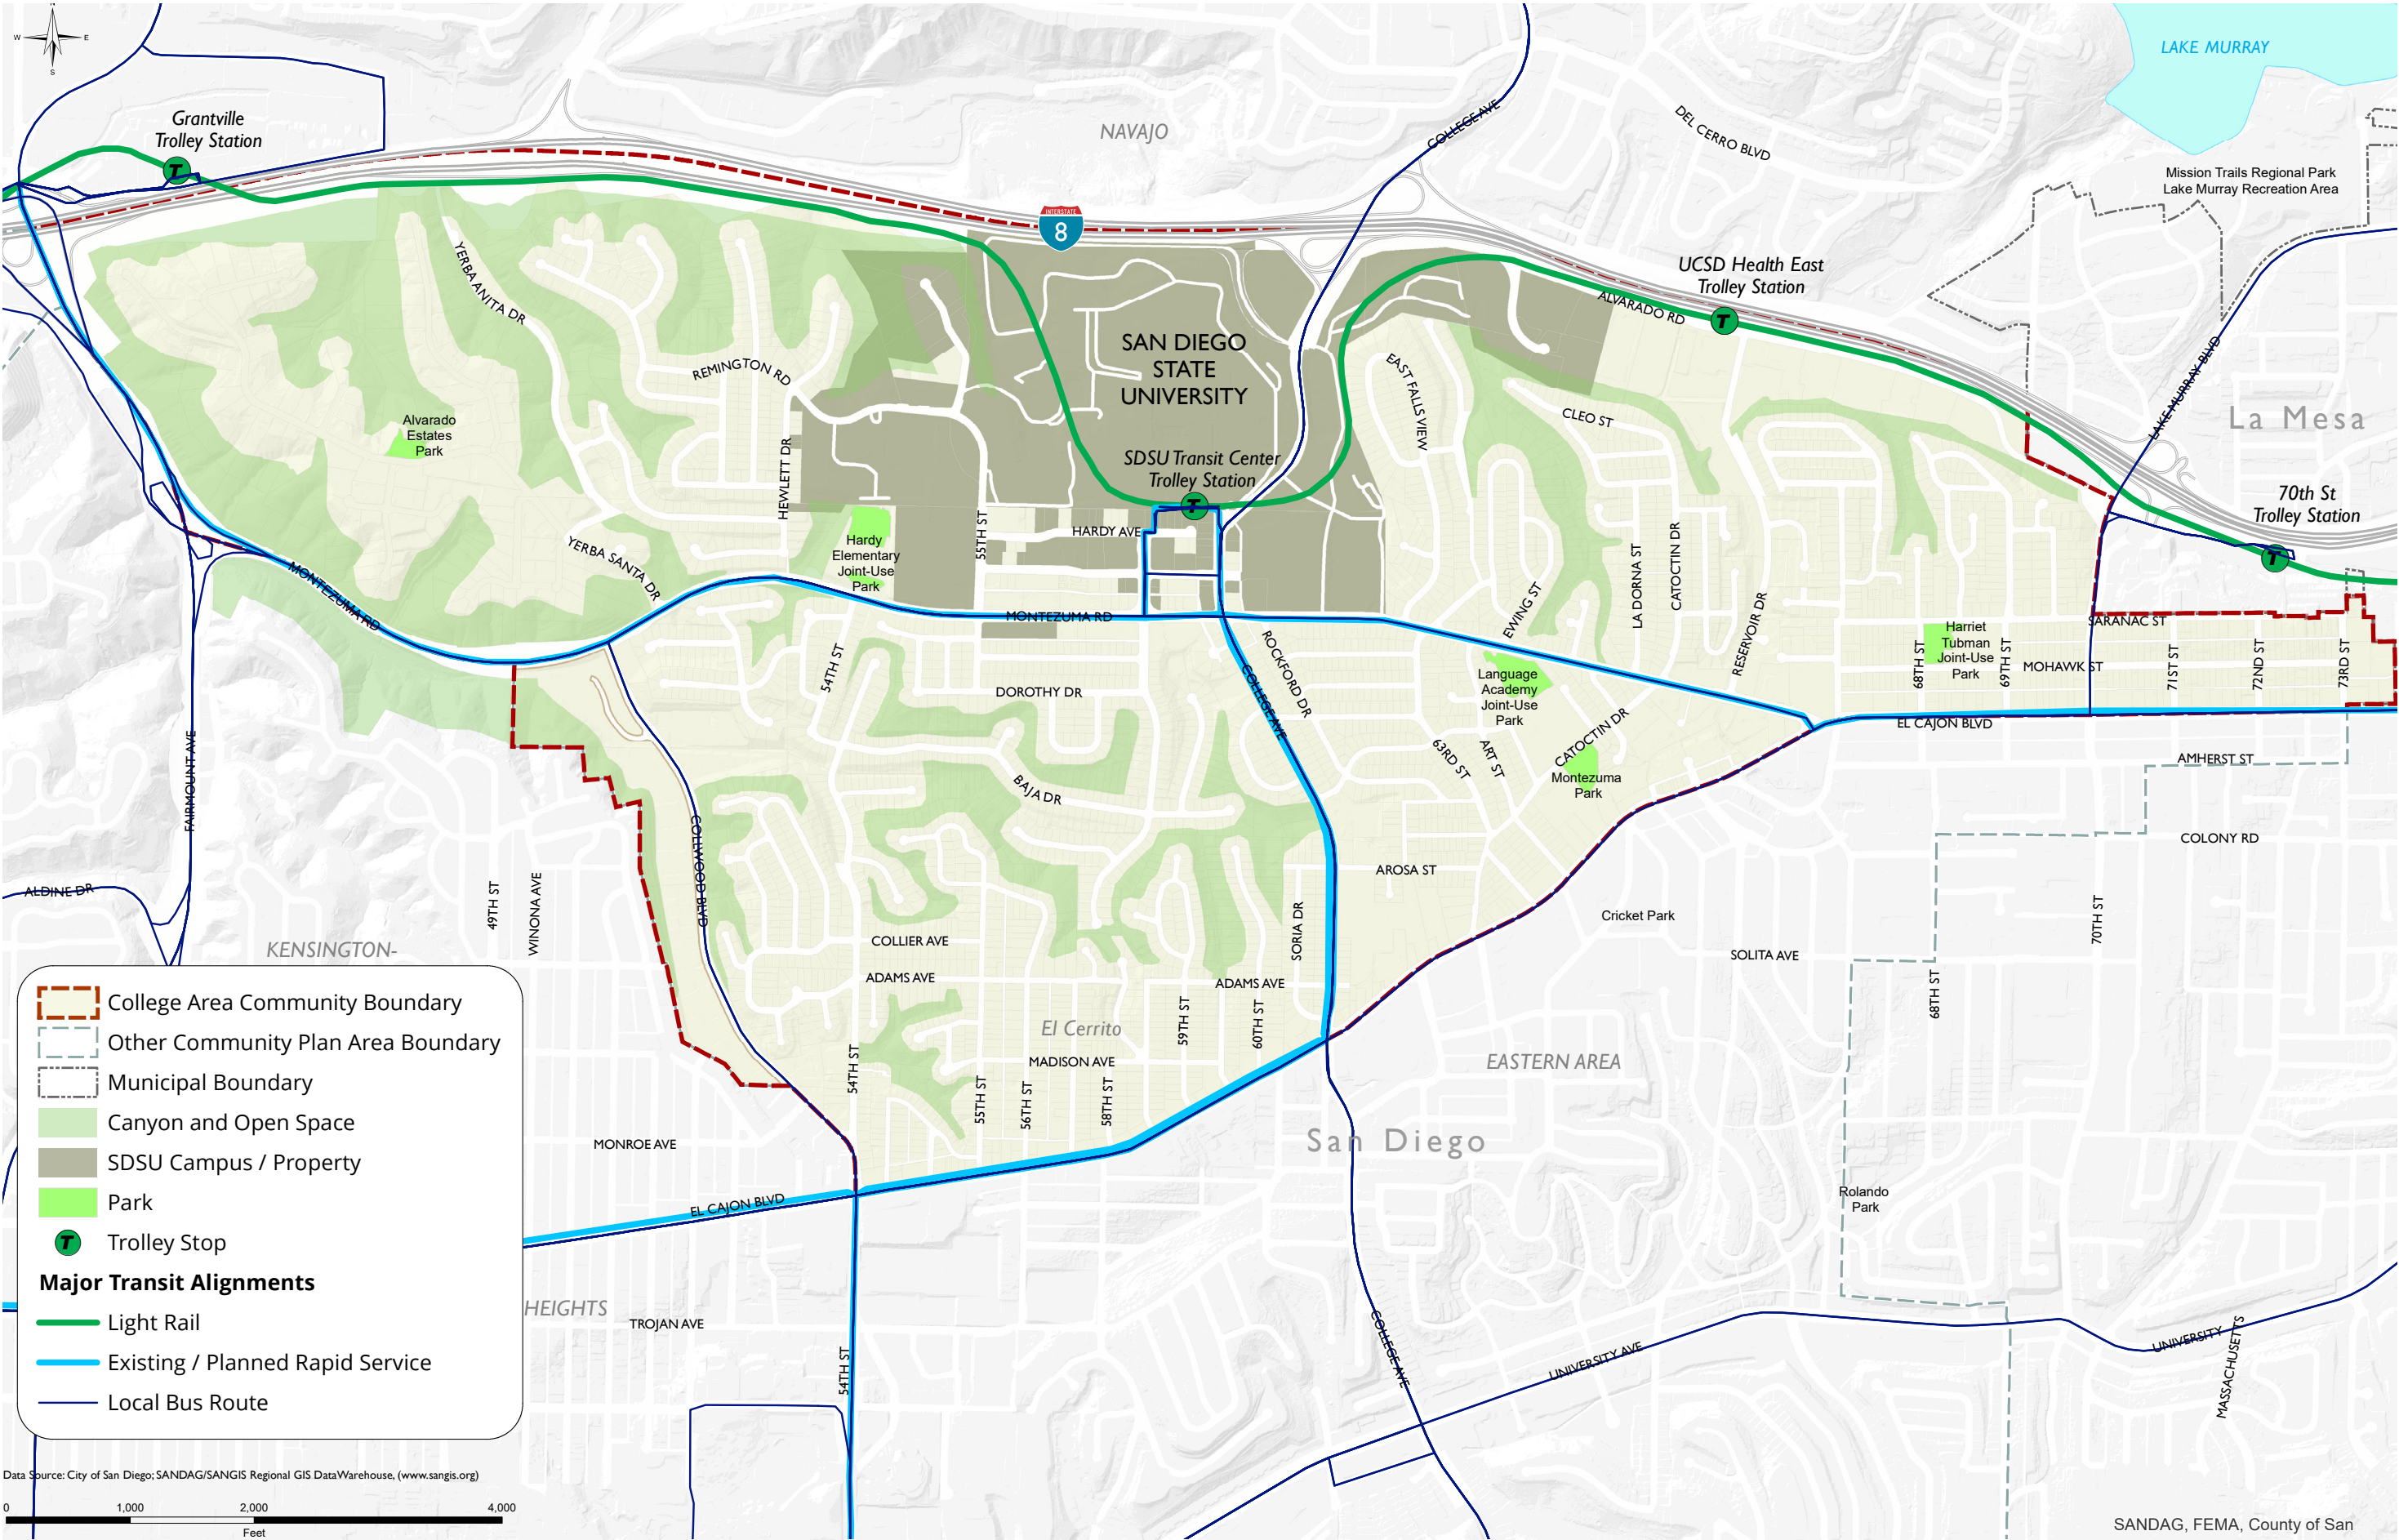 N
W
E
S
LAKE MURRAY
Grantville
Trolley Station
NAVAJO
COLLEGE AVE
DEL CERRO BLVD
Mission Trails Regional Park
Lake Murray Recreation Area
INTERSTATE
8
YERBA ANITA DR
UCSD Health East
Trolley Station
T
ALVARADO RD
T
SAN DIEGO
STATE
UNIVERSITY
REMINGTON RD
EAST FALLS VIEW
CLEO ST
LAKE MURRAY BLVD
La Mesa
Alvarado
Estates
Park
HEWLETT DR
SDSU Transit Center
Trolley Station
T
70th St
Trolley Station
T
HARDY AVE
55TH ST
Hardy
Elementary
Joint-Use
Park
YERBA SANTA DR
MONTEZUMA RD
MONTEZUMA RD
EWING ST
LA DORNA ST
CATOCTIN DR
RESERVOIR DR
SARANAC ST
Harriet
Tubman
Joint-Use
Park
68TH ST
69TH ST
MOHAWK ST
71ST ST
72ND ST
73RD ST
54TH ST
DOROTHY DR
COLLEGE AVE
ROCKFORD DR
Language
Academy
Joint-Use
Park
CATOCTIN DR
EL CAJON BLVD
63RD ST
ART ST
Montezuma
Park
AMHERST ST
FAIRMOUNT AVE
BAJA DR
COLLWOOD BLVD
COLONY RD
AROSA ST
ALDINE DR
49TH ST
WINONA AVE
Cricket Park
SORIA DR
70TH ST
KENSINGTON-
COLLIER AVE
SOLITA AVE
ADAMS AVE
ADAMS AVE
68TH ST
El Cerrito
59TH ST
60TH ST
MADISON AVE
54TH ST
EASTERN AREA
55TH ST
56TH ST
58TH ST
MONROE AVE
San Diego
EL CAJON BLVD
Rolando
Park
HEIGHTS
TROJAN AVE
54TH ST
COLLEGE AVE
UNIVERSITY AVE
UNIVERSITY
MASSACHUSETTS
College Area Community Boundary
Other Community Plan Area Boundary
Municipal Boundary
Canyon and Open Space
SDSU Campus / Property
Park
T Trolley Stop
Major Transit Alignments
Light Rail
Existing / Planned Rapid Service
Local Bus Route
Data Source: City of San Diego; SANDAG/SANGIS Regional GIS DataWarehouse, (www.sangis.org)
0 1,000 2,000 4,000
Feet
SANDAG, FEMA, County of San